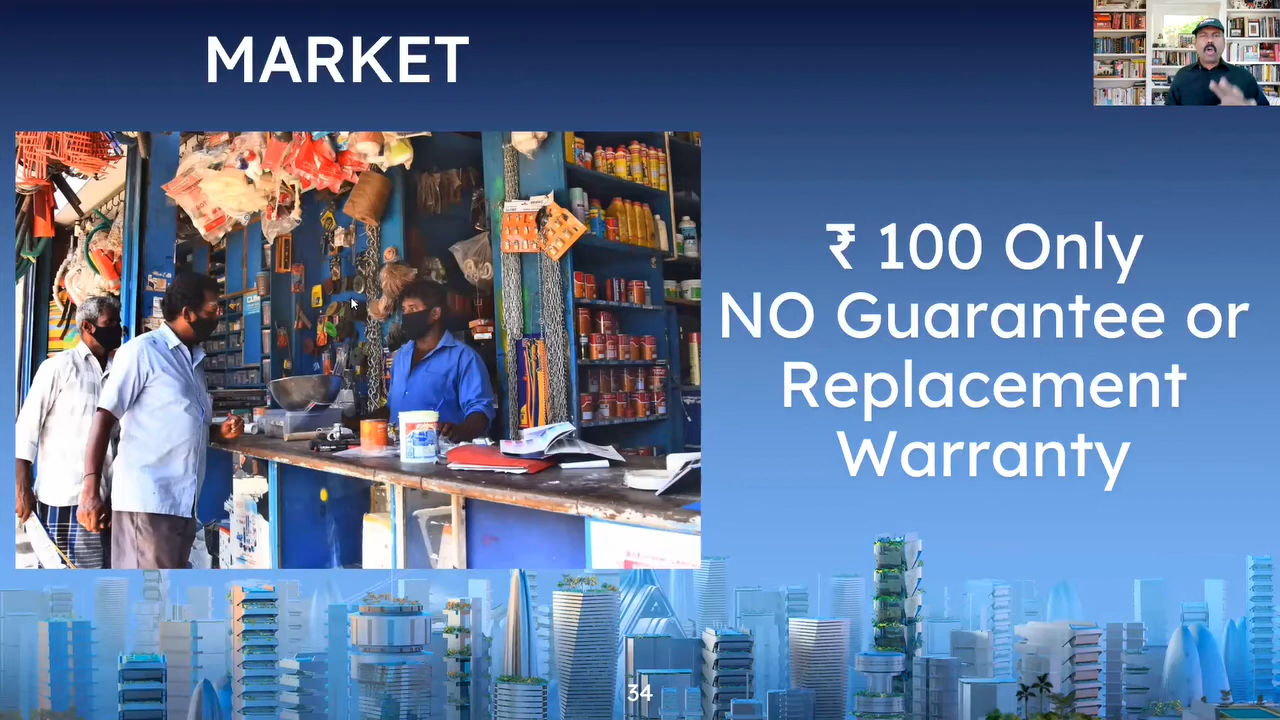 MARKET
₹ 100 Only
NO Guarantee or
Replacement
Warranty
34